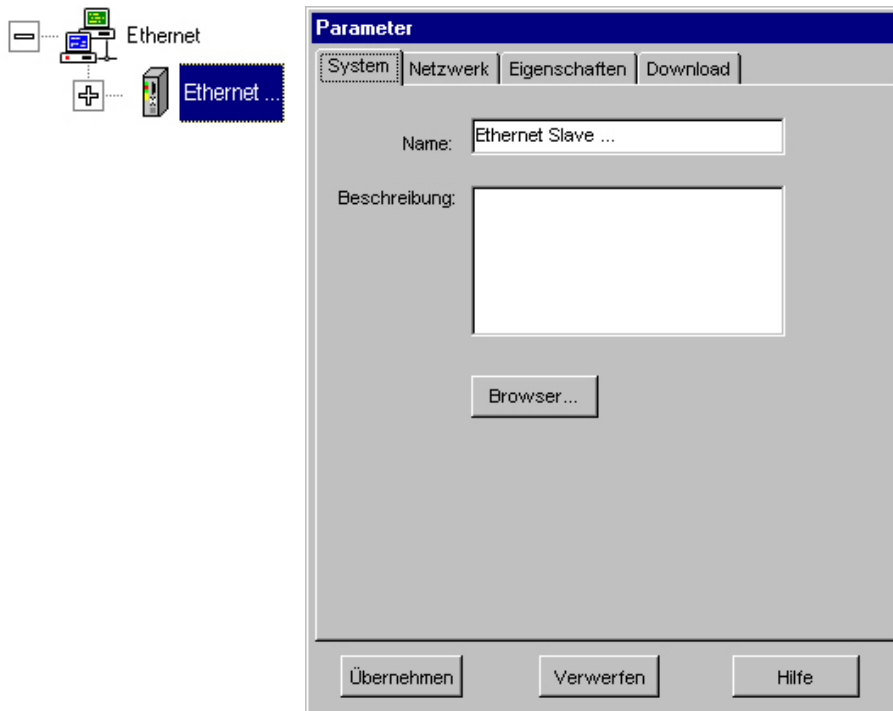 Ethernet
Ethernet ...
Parameter
System
Netzwerk
Eigenschaften
Download
Name:
Ethernet Slave ...
Beschreibung:
Browser...
Übernehmen
Verwerfen
Hilfe